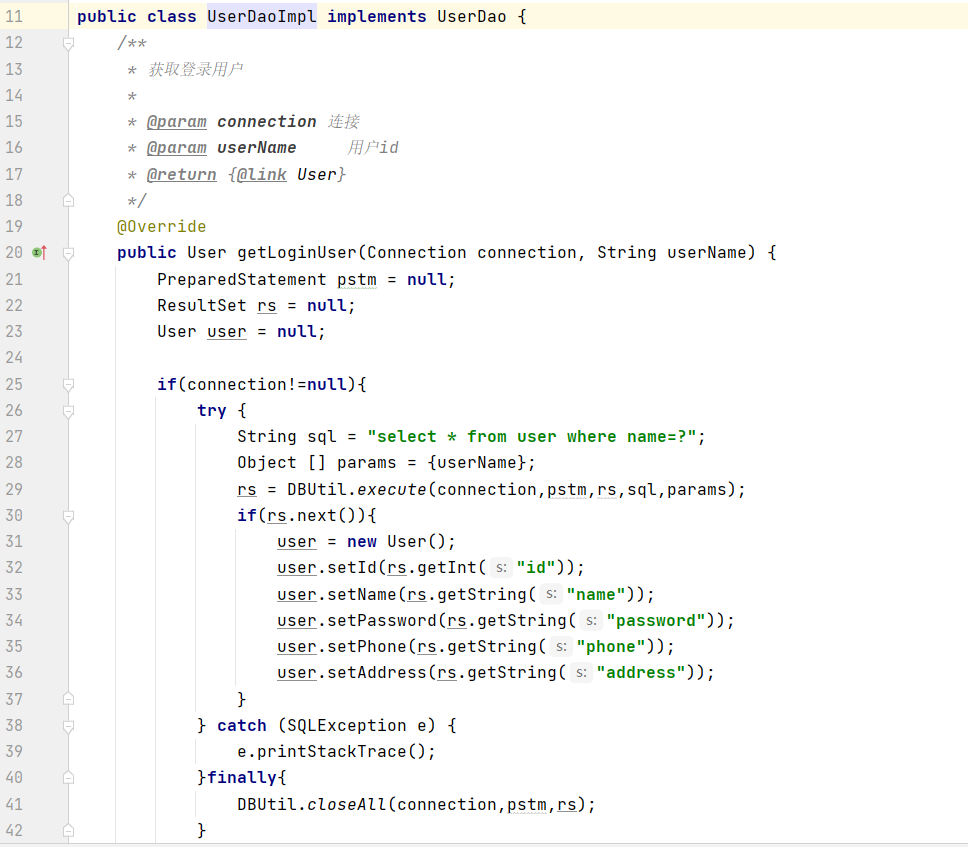 11 public class UserDaoImpl implements UserDao {
12 /**
13 * 获取登录用户
14 *
15 * @param connection 连接
16 * @param userName 用户id
17 * @return {@link User}
18 */
19 @Override
20 public User getLoginUser(Connection connection, String userName) {
21 PreparedStatement pstm = null;
22 ResultSet rs = null;
23 User user = null;
24
25 if(connection!=null){
26 try {
27 String sql = "select * from user where name=?";
28 Object [] params = {userName};
29 rs = DBUtil.execute(connection,pstm,rs,sql,params);
30 if(rs.next()){
31 user = new User();
32 user.setId(rs.getInt( s: "id"));
33 user.setName(rs.getString( s: "name"));
34 user.setPassword(rs.getString( s: "password"));
35 user.setPhone(rs.getString( s: "phone"));
36 user.setAddress(rs.getString( s: "address"));
37 }
38 } catch (SQLException e) {
39 e.printStackTrace();
40 }finally{
41 DBUtil.closeAll(connection,pstm,rs);
42 }